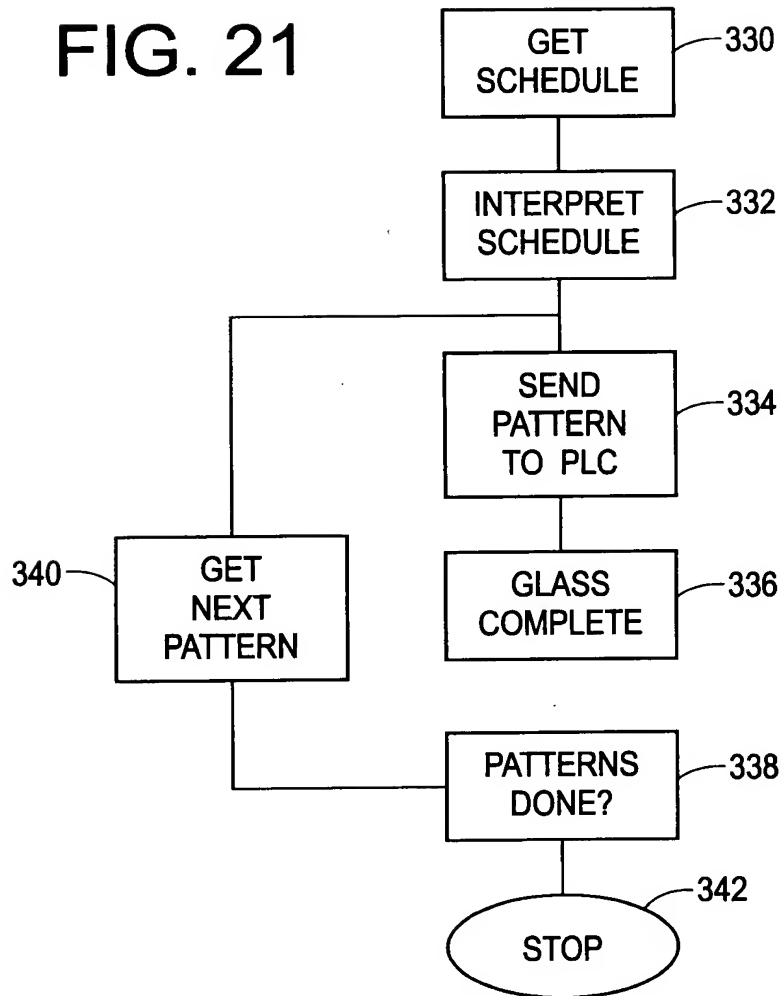 FIG. 21
GET
SCHEDULE
330
INTERPRET
SCHEDULE
332
SEND
PATTERN
TO PLC
334
340
GET
NEXT
PATTERN
GLASS
COMPLETE
336
PATTERNS
DONE?
338
342
STOP